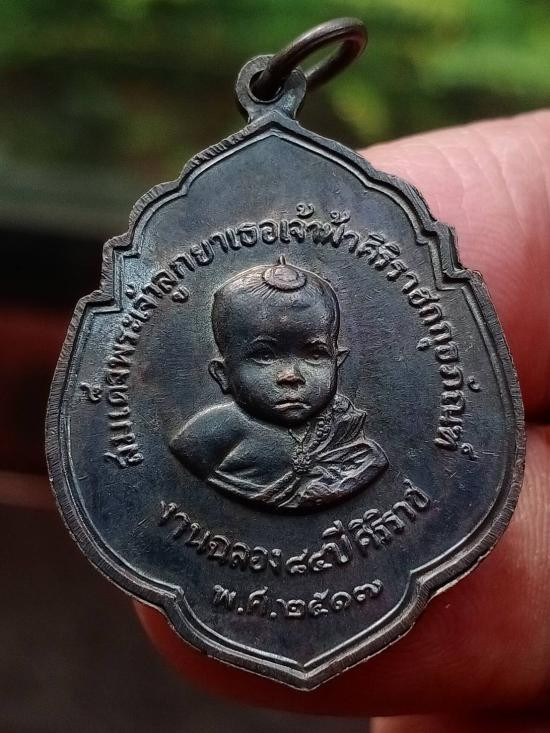 สมเด็จพระเจ้าลูกยาเธอเจ้าฟ้าศิริราชกกุธภัณฑ์
งานฉลอง๘๔ปีศิริราช
พ.ศ.๒๕๑๗